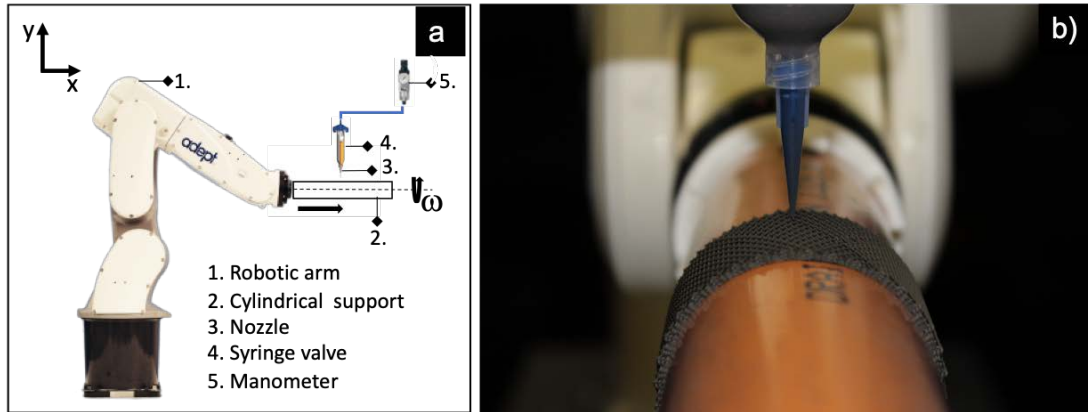 a
y
x
1.
5.
4.
3.
ω
2.
adept
1. Robotic arm
2. Cylindrical support
3. Nozzle
4. Syringe valve
5. Manometer
b)